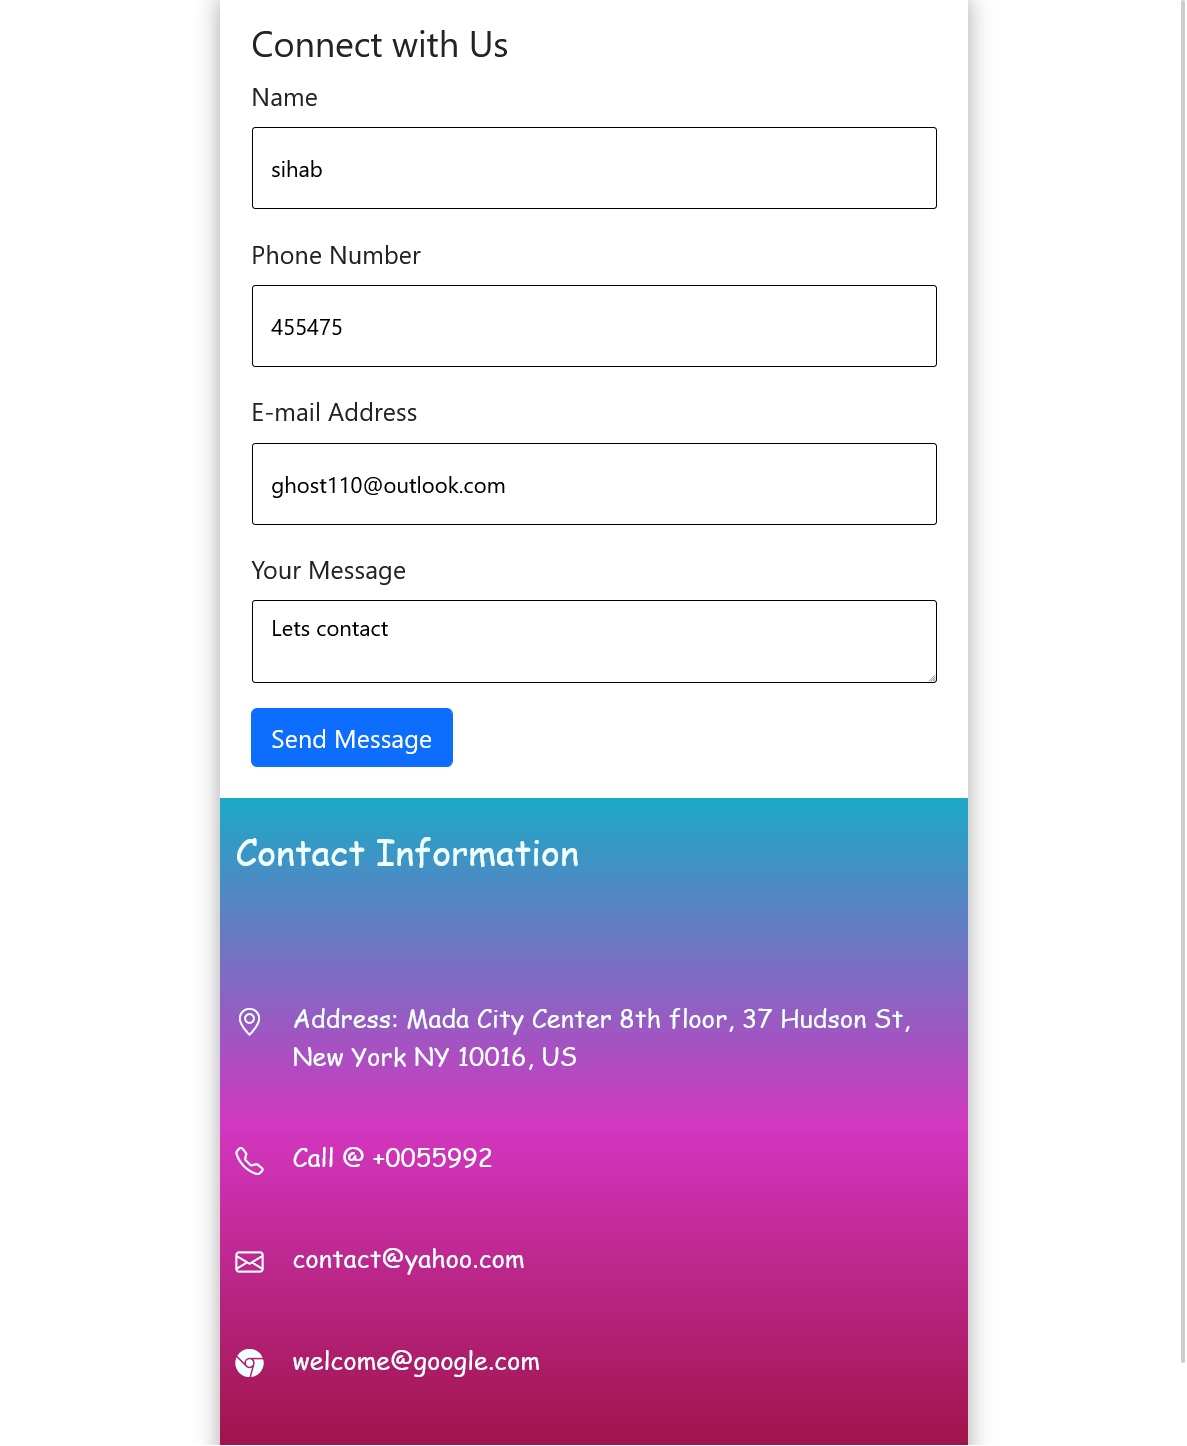 Connect with Us
Name
sihab
Phone Number
455475
E-mail Address
ghost110@outlook.com
Your Message
Lets contact
Send Message
Contact Information
Address: Mada City Center 8th floor, 37 Hudson St,
New York NY 10016, US
Call @ +0055992
contact@yahoo.com
welcome@google.com